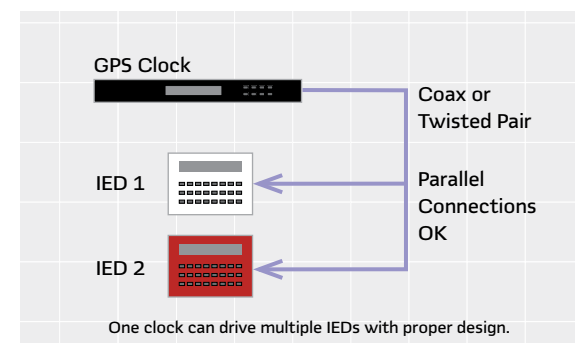 GPS Clock
Coax or
Twisted Pair
IED 1
Parallel
Connections
OK
IED 2
One clock can drive multiple IEDs with proper design.